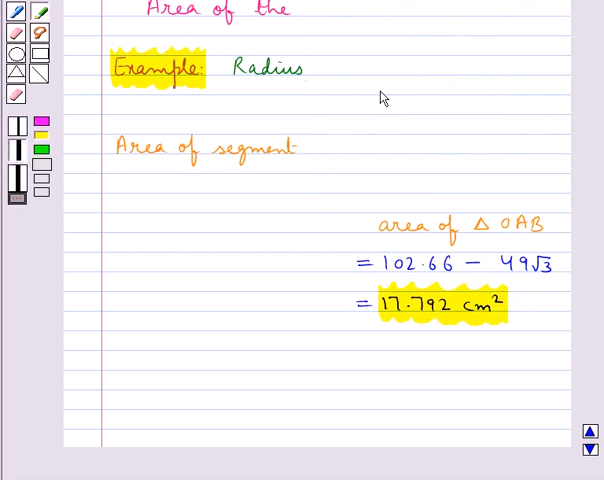 Area of the
Example: Radius
Area of segment
area of △ OAB
= 102.66 − 49√3
= 17.792 cm²